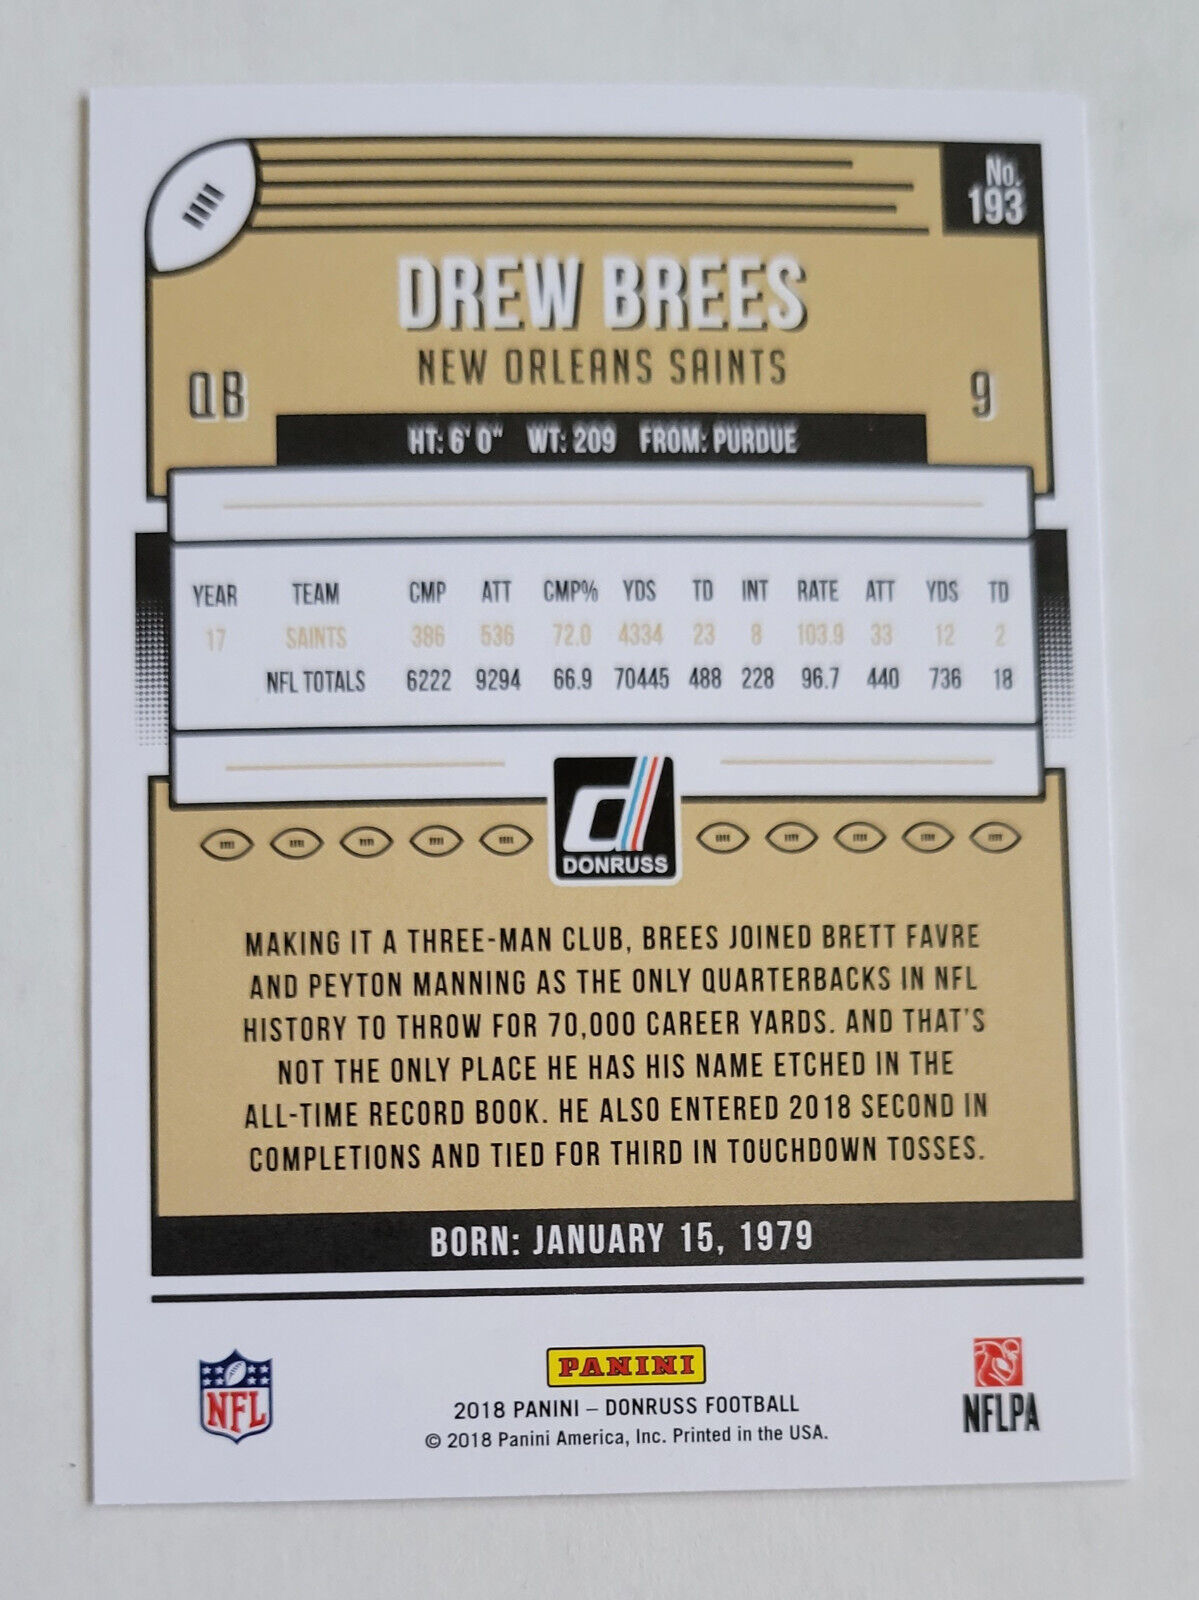 No.
193
DREW BREES
NEW ORLEANS SAINTS
QB
9
HT: 6' 0" WT: 209 FROM: PURDUE
YEAR TEAM CMP ATT CMP% YDS TD INT RATE ATT YDS TD
17 SAINTS 386 536 72.0 4334 23 8 103.9 33 12 2
NFL TOTALS 6222 9294 66.9 70445 488 228 96.7 440 736 18
d
DONRUSS
MAKING IT A THREE-MAN CLUB, BREES JOINED BRETT FAVRE
AND PEYTON MANNING AS THE ONLY QUARTERBACKS IN NFL
HISTORY TO THROW FOR 70,000 CAREER YARDS. AND THAT'S
NOT THE ONLY PLACE HE HAS HIS NAME ETCHED IN THE
ALL-TIME RECORD BOOK. HE ALSO ENTERED 2018 SECOND IN
COMPLETIONS AND TIED FOR THIRD IN TOUCHDOWN TOSSES.
BORN: JANUARY 15, 1979
NFL
PANINI
2018 PANINI – DONRUSS FOOTBALL
© 2018 Panini America, Inc. Printed in the USA.
NFLPA